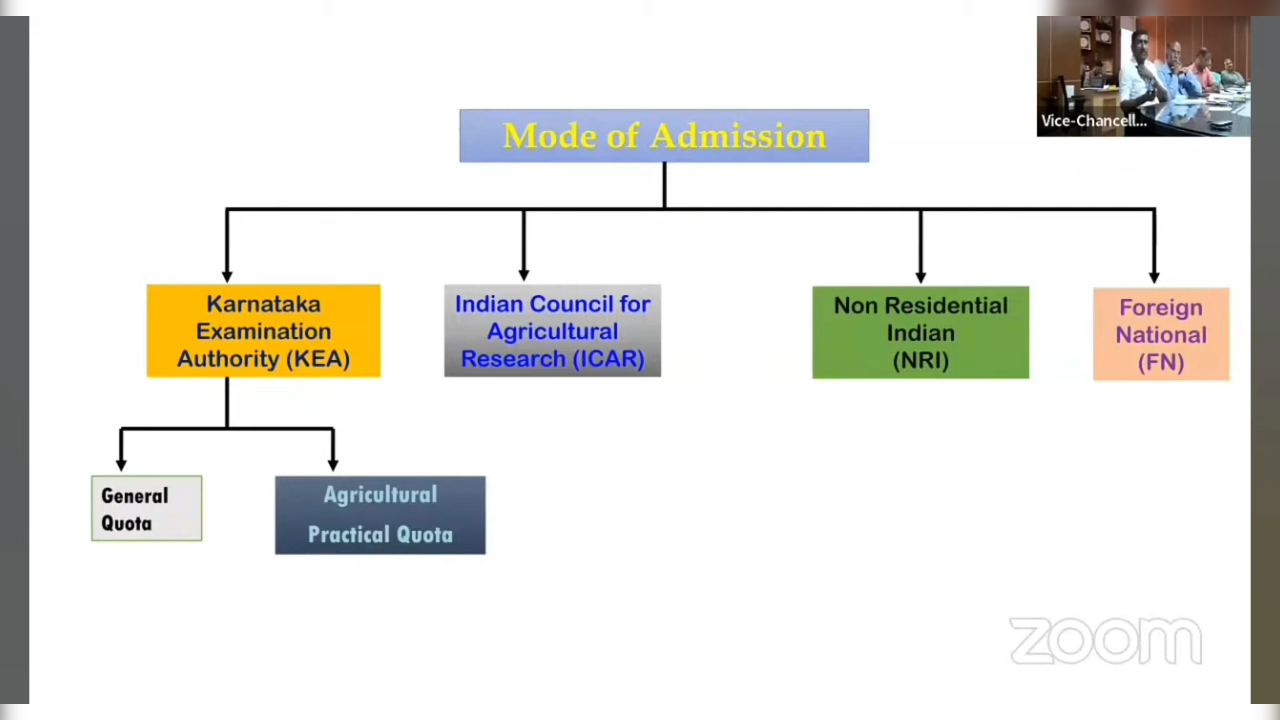 Vice-Chancell...
Mode of Admission
Karnataka
Examination
Authority (KEA)
Indian Council for
Agricultural
Research (ICAR)
Non Residential
Indian
(NRI)
Foreign
National
(FN)
General
Quota
Agricultural
Practical Quota
zoom